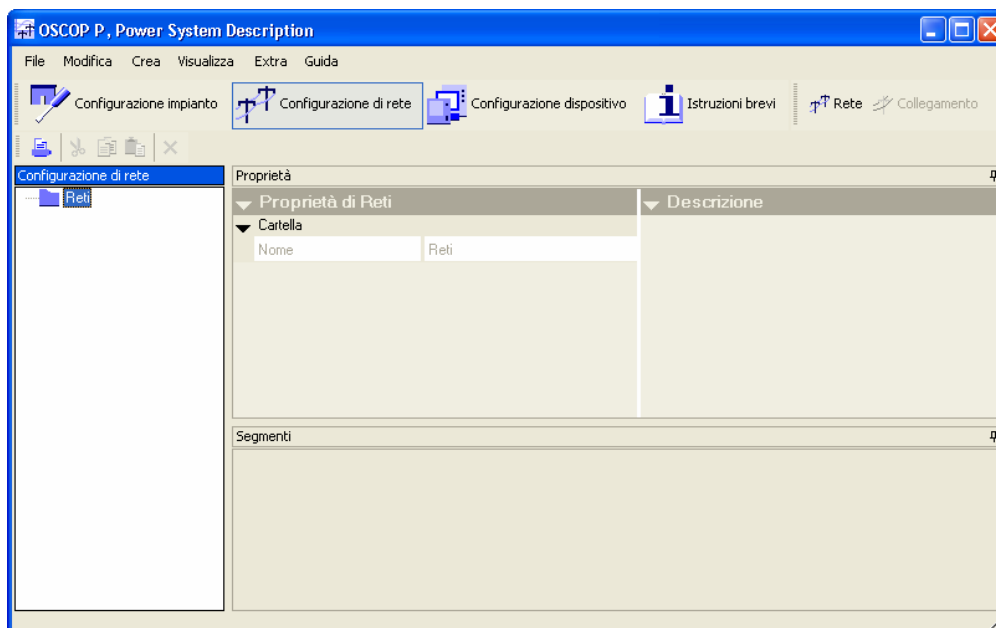 OSCOP P, Power System Description
File Modifica Crea Visualizza Extra Guida
Configurazione impianto Configurazione di rete Configurazione dispositivo Istruzioni brevi Rete Collegamento
Configurazione di rete
Reti
Proprietà
Proprietà di Reti Descrizione
Cartella
Nome Reti
Segmenti